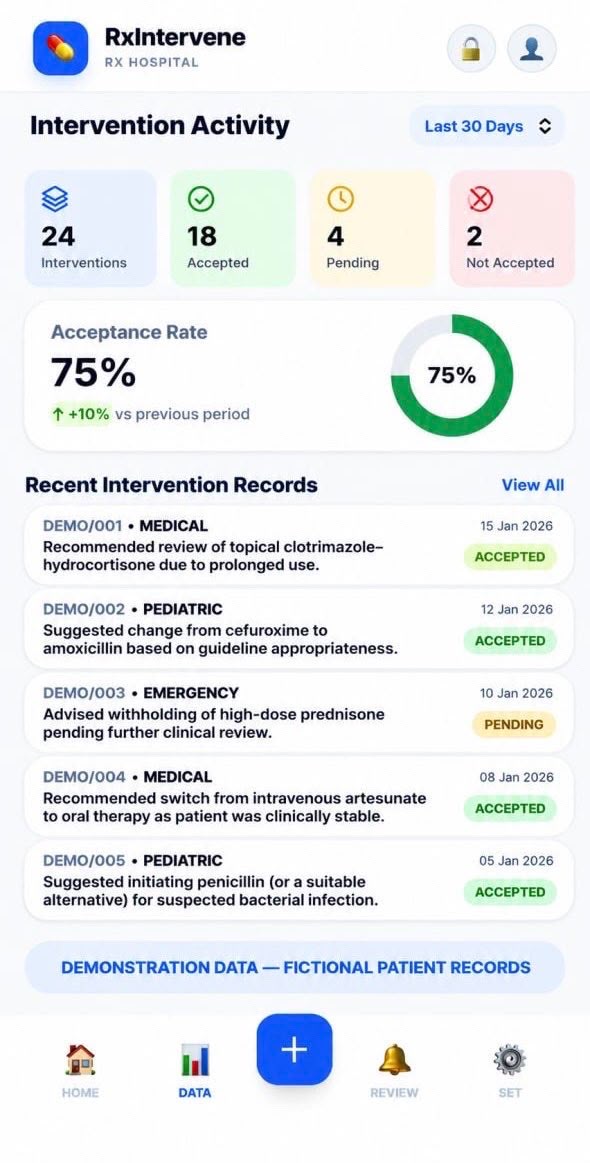 RxIntervene
RX HOSPITAL
Intervention Activity
Last 30 Days
24
Interventions
18
Accepted
4
Pending
2
Not Accepted
Acceptance Rate
75%
↑ +10% vs previous period
75%
Recent Intervention Records
View All
DEMO/001 • MEDICAL
15 Jan 2026
Recommended review of topical clotrimazole–
hydrocortisone due to prolonged use.
ACCEPTED
DEMO/002 • PEDIATRIC
12 Jan 2026
Suggested change from cefuroxime to
amoxicillin based on guideline appropriateness.
ACCEPTED
DEMO/003 • EMERGENCY
10 Jan 2026
Advised withholding of high-dose prednisone
pending further clinical review.
PENDING
DEMO/004 • MEDICAL
08 Jan 2026
Recommended switch from intravenous artesunate
to oral therapy as patient was clinically stable.
ACCEPTED
DEMO/005 • PEDIATRIC
05 Jan 2026
Suggested initiating penicillin (or a suitable
alternative) for suspected bacterial infection.
ACCEPTED
DEMONSTRATION DATA — FICTIONAL PATIENT RECORDS
HOME
DATA
+
REVIEW
SET